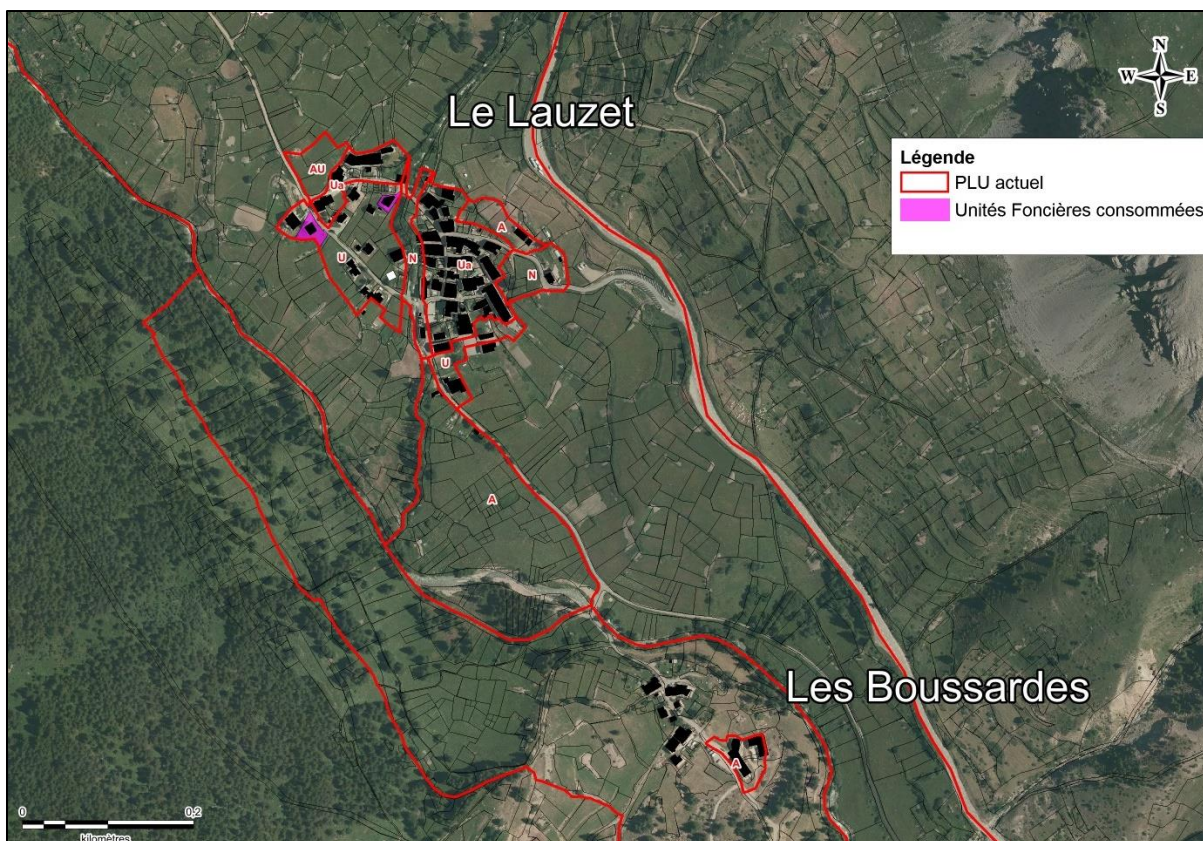 N
W E
S
Le Lauzet
Légende
PLU actuel
Unités Foncières consommées
AU
Ua
A
U
N
Ua
N
U
A
Les Boussardes
A
0 0,2
kilomètres